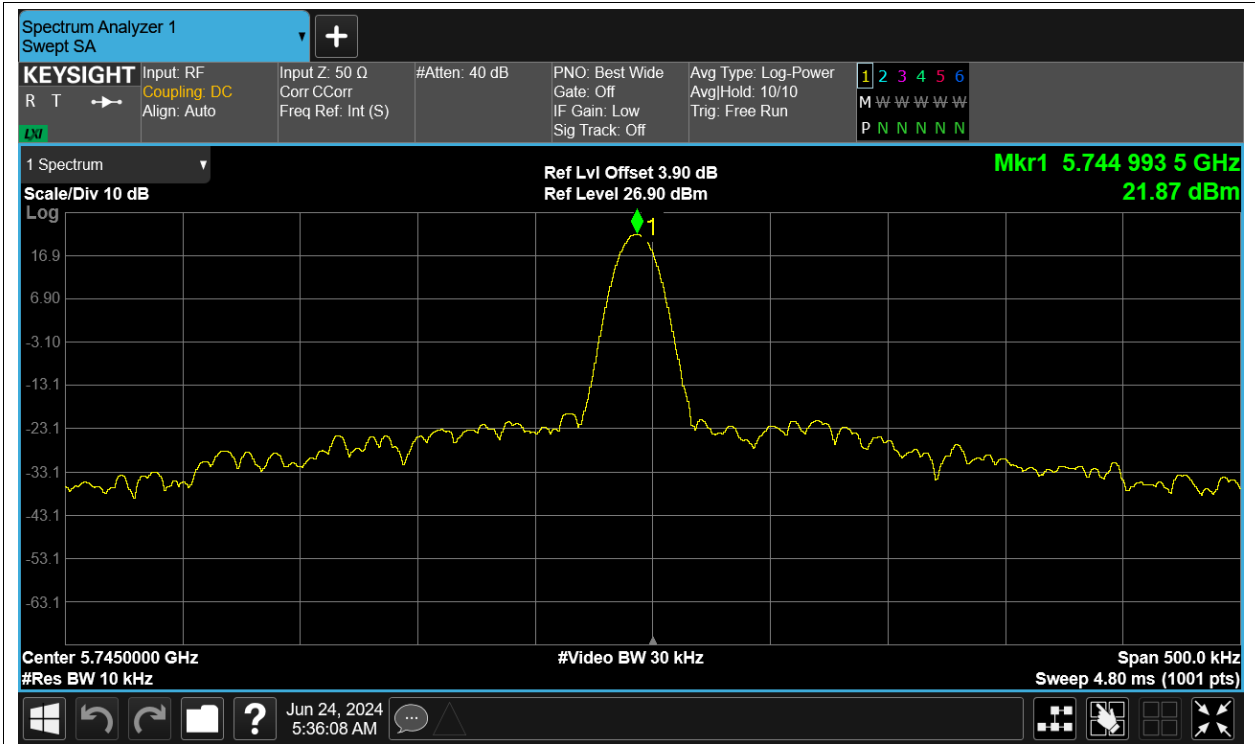 Spectrum Analyzer 1
Swept SA
KEYSIGHT
R T
LXI
Input: RF
Coupling: DC
Align: Auto
Input Z: 50 Ω
Corr CCorr
Freq Ref: Int (S)
#Atten: 40 dB
PNO: Best Wide
Gate: Off
IF Gain: Low
Sig Track: Off
Avg Type: Log-Power
Avg|Hold: 10/10
Trig: Free Run
1 2 3 4 5 6
M W W W W W
P N N N N N
1 Spectrum
Scale/Div 10 dB
Log
Ref Lvl Offset 3.90 dB
Ref Level 26.90 dBm
Mkr1 5.744 993 5 GHz
21.87 dBm
1
16.9
6.90
-3.10
-13.1
-23.1
-33.1
-43.1
-53.1
-63.1
Center 5.7450000 GHz
#Res BW 10 kHz
#Video BW 30 kHz
Span 500.0 kHz
Sweep 4.80 ms (1001 pts)
?
Jun 24, 2024
5:36:08 AM